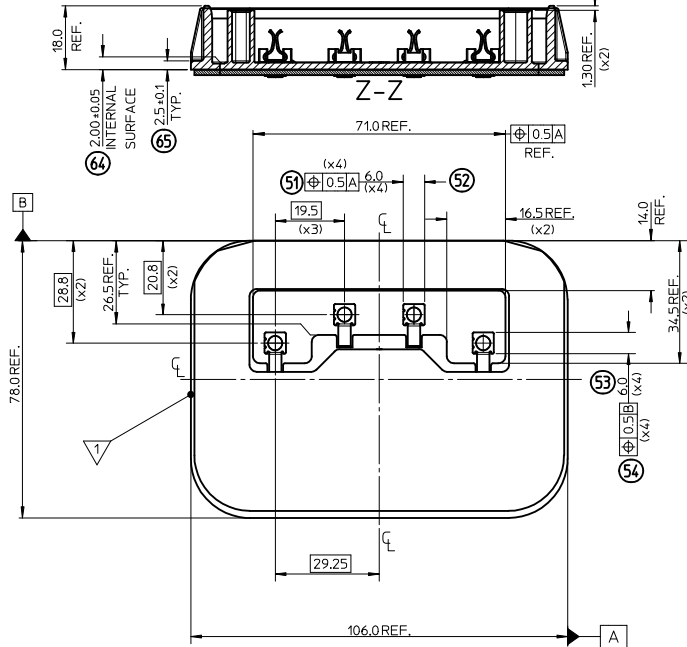 18.0
REF.
2.00±0.05
INTERNAL
SURFACE
64
2.5±0.1
TYP.
65
Z-Z
1.30 REF.
(x2)
71.0 REF.
⌖ 0.5 A
REF.
(x4)
51 ⌖ 0.5 A
6.0
(x4)
52
B
19.5
(x3)
℄
16.5 REF.
(x2)
14.0
REF.
28.8
(x2)
26.5 REF.
TYP.
20.8
(x2)
34.5 REF.
(x2)
78.0 REF.
℄
53
6.0
(x4)
⌖ 0.5 B
(x4)
54
1
℄
29.25
106.0 REF.
A